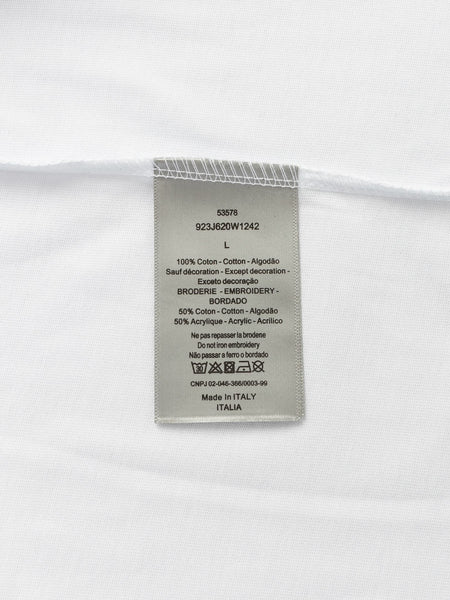 53578
923J620W1242
L
100% Coton - Cotton - Algodão
Sauf décoration - Except decoration -
Exceto decoração
BRODERIE - EMBROIDERY -
BORDADO
50% Coton - Cotton - Algodão
50% Acrylique - Acrylic - Acrilico
Ne pas repasser la broderie
Do not iron embroidery
Não passar a ferro o bordado
CNPJ 02-046-366/0003-99
Made In ITALY
ITALIA